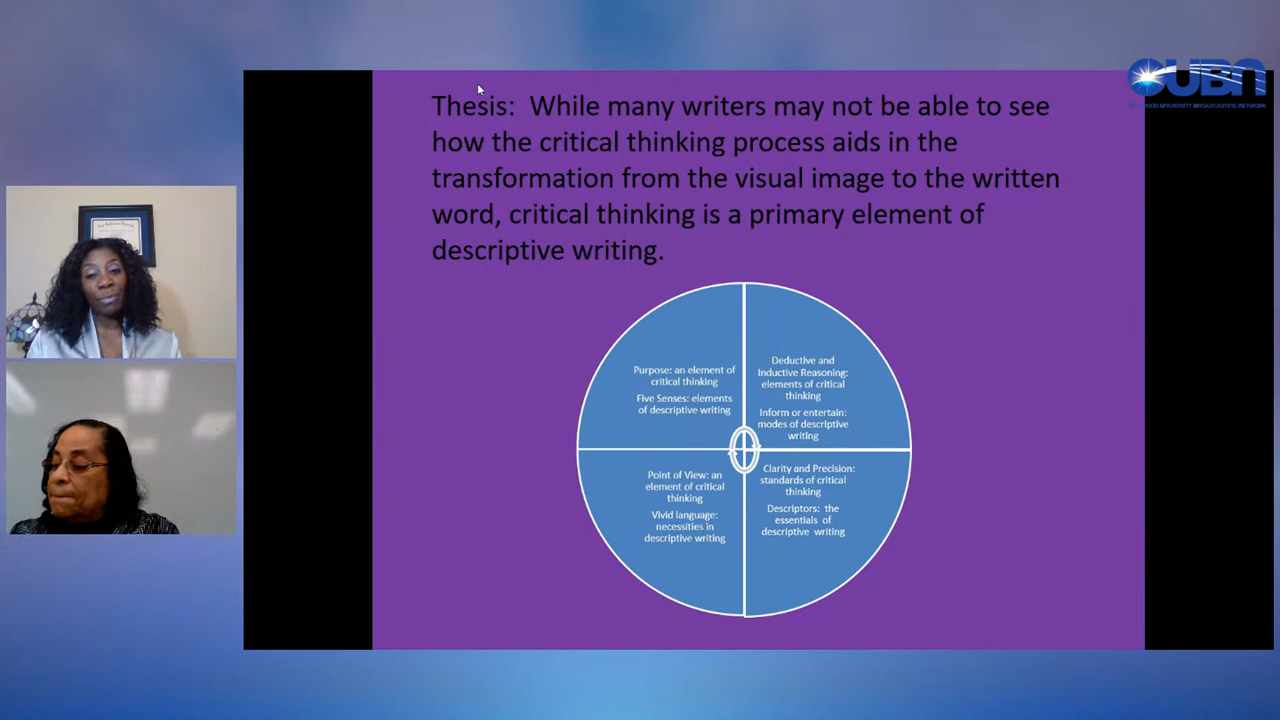 Thesis: While many writers may not be able to see
how the critical thinking process aids in the
transformation from the visual image to the written
word, critical thinking is a primary element of
descriptive writing.
Purpose: an element of
critical thinking
Five Senses: elements
of descriptive writing
Deductive and
Inductive Reasoning:
elements of critical
thinking
Inform or entertain:
modes of descriptive
writing
Point of View: an
element of critical
thinking
Vivid language:
necessities in
descriptive writing
Clarity and Precision:
standards of critical
thinking
Descriptors: the
essentials of
descriptive writing
OUBN
UNIVERSITY BROADCASTING NETWORK